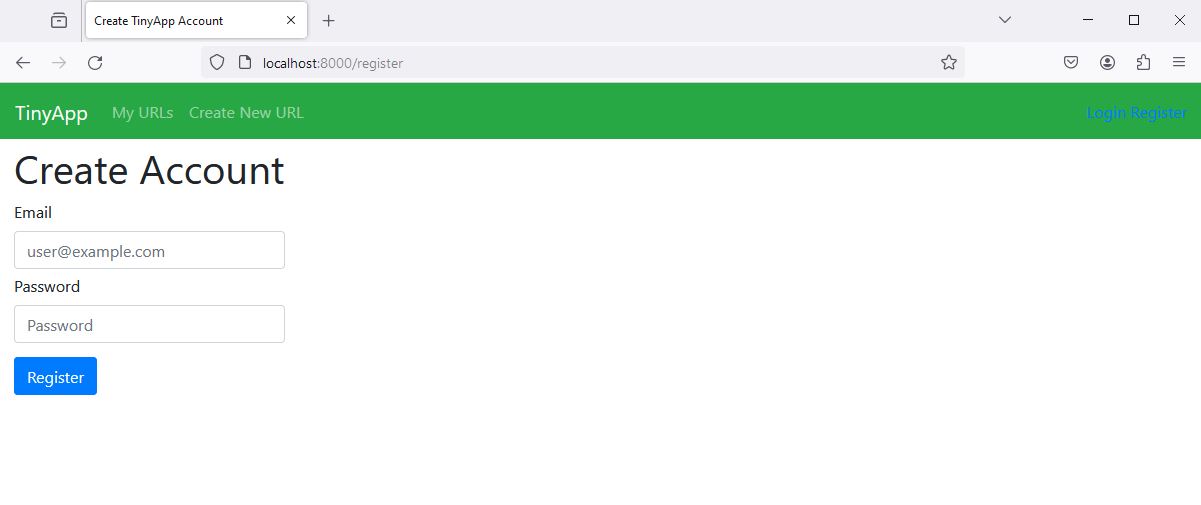 Create TinyApp Account
localhost:8000/register
TinyApp My URLs Create New URL Login Register
Create Account
Email
user@example.com
Password
Password
Register